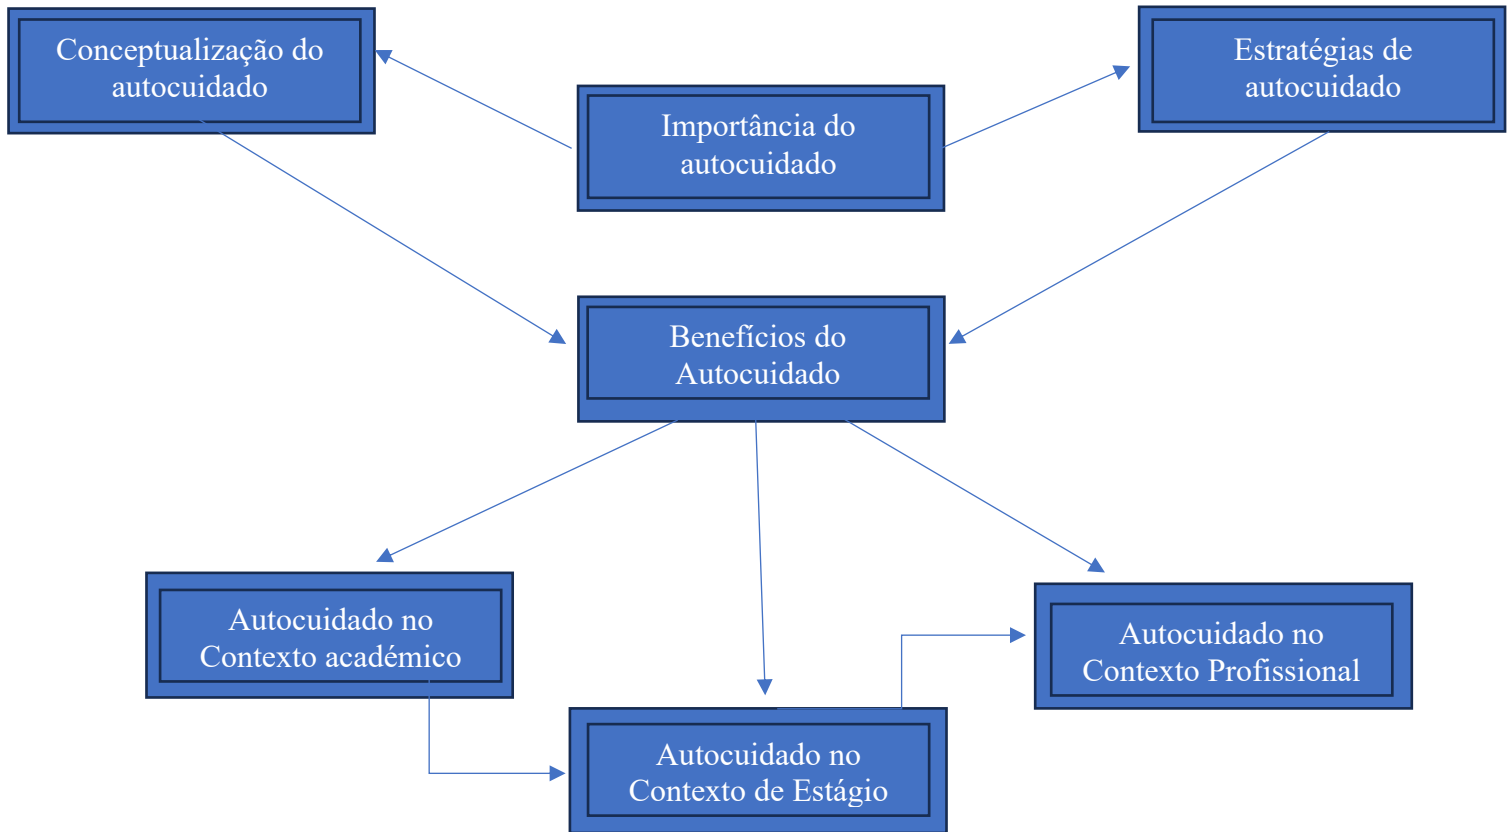 Conceptualização do
autocuidado
Importância do
autocuidado
Estratégias de
autocuidado
Benefícios do
Autocuidado
Autocuidado no
Contexto académico
Autocuidado no
Contexto de Estágio
Autocuidado no
Contexto Profissional